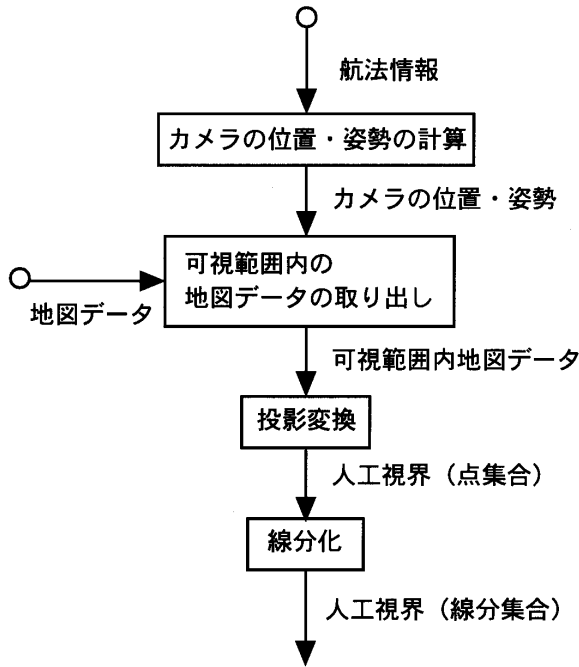 航法情報
カメラの位置・姿勢の計算
カメラの位置・姿勢
可視範囲内の
地図データの取り出し
地図データ
可視範囲内地図データ
投影変換
人工視界（点集合）
線分化
人工視界（線分集合）